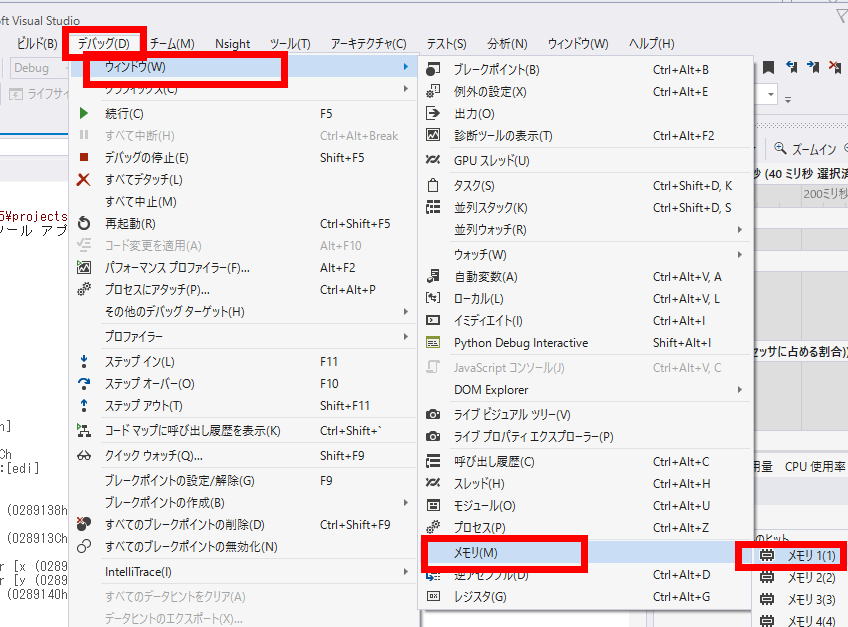 oft Visual Studio
ビルド(B) デバッグ(D) チーム(M) Nsight ツール(T) アーキテクチャ(C) テスト(S) 分析(N) ウィンドウ(W) ヘルプ(H)
Debug
ライフサイ
ウィンドウ(W)
グラフィックス(C)
続行(C) F5
すべて中断(H) Ctrl+Alt+Break
デバッグの停止(E) Shift+F5
すべてデタッチ(L)
すべて中止(M)
再起動(R) Ctrl+Shift+F5
コード変更を適用(A) Alt+F10
パフォーマンス プロファイラー(F)... Alt+F2
プロセスにアタッチ(P)... Ctrl+Alt+P
その他のデバッグ ターゲット(H)
プロファイラー
ステップ イン(L) F11
ステップ オーバー(O) F10
ステップ アウト(T) Shift+F11
コード マップに呼び出し履歴を表示(K) Ctrl+Shift+`
クイック ウォッチ(Q)... Shift+F9
ブレークポイントの設定/解除(G) F9
ブレークポイントの作成(B)
すべてのブレークポイントの削除(D) Ctrl+Shift+F9
すべてのブレークポイントの無効化(N)
IntelliTrace(I)
すべてのデータヒントをクリア(A)
データヒントのエクスポート(X)...
ブレークポイント(B) Ctrl+Alt+B
例外の設定(X) Ctrl+Alt+E
出力(O)
診断ツールの表示(T) Ctrl+Alt+F2
GPU スレッド(U)
タスク(S) Ctrl+Shift+D, K
並列スタック(K) Ctrl+Shift+D, S
並列ウォッチ(R)
ウォッチ(W)
自動変数(A) Ctrl+Alt+V, A
ローカル(L) Ctrl+Alt+V, L
イミディエイト(I) Ctrl+Alt+I
Python Debug Interactive Shift+Alt+I
JavaScript コンソール(J) Ctrl+Alt+V, C
DOM Explorer
ライブ ビジュアル ツリー(V)
ライブ プロパティ エクスプローラー(P)
呼び出し履歴(C) Ctrl+Alt+C
スレッド(H) Ctrl+Alt+H
モジュール(O) Ctrl+Alt+U
プロセス(P) Ctrl+Alt+Z
メモリ(M)
逆アセンブル(D) Ctrl+Alt+D
レジスタ(G) Ctrl+Alt+G
メモリ 1(1)
メモリ 2(2)
メモリ 3(3)
メモリ 4(4)
ズームイン
秒 (40 ミリ秒 選択済
200ミリ秒
セッサに占める割合))
用量 CPU 使用率
のヒット
5¥projects
ツール アプ
h]
Ch
:[edi]
(0289138h
(028913Ch
r [x (0289
r [y (0289
(0289140h